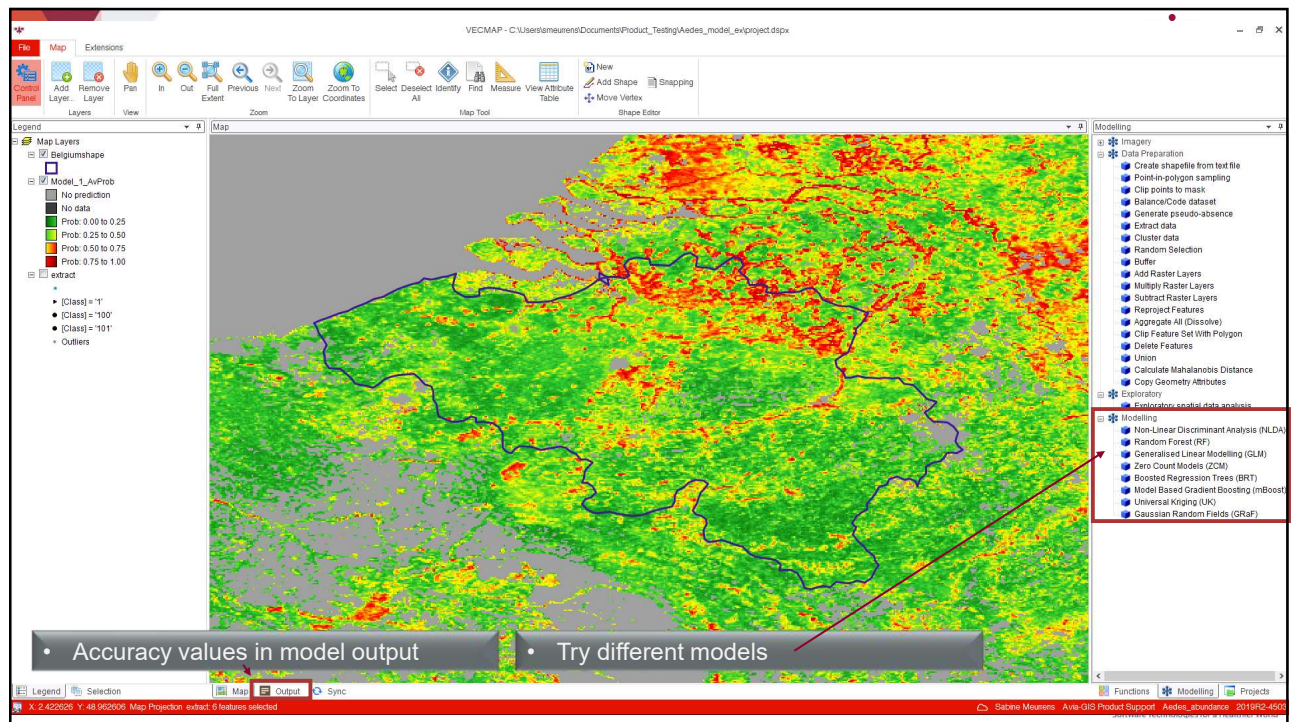 VECMAP - C:\Users\smeurrens\Documents\Product_Testing\Aedes_model_ex\project.dspx
File Map Extensions
Control Panel
Add Layer...
Remove Layer
Pan
In
Out
Full Extent
Previous
Next
Zoom To Layer
Zoom To Coordinates
Select
Deselect All
Identify
Find
Measure
View Attribute Table
New
Add Shape
Snapping
Move Vertex
Layers
View
Zoom
Map Tool
Shape Editor
Legend
Map Layers
Belgiumshape
Model_1_AvProb
No prediction
No data
Prob: 0.00 to 0.25
Prob: 0.25 to 0.50
Prob: 0.50 to 0.75
Prob: 0.75 to 1.00
extract
[Class] = '1'
[Class] = '100'
[Class] = '101'
Outliers
Map
Modelling
Imagery
Data Preparation
Create shapefile from text file
Point-in-polygon sampling
Clip points to mask
Balance/Code dataset
Generate pseudo-absence
Extract data
Cluster data
Random Selection
Buffer
Add Raster Layers
Multiply Raster Layers
Subtract Raster Layers
Reproject Features
Aggregate All (Dissolve)
Clip Feature Set With Polygon
Delete Features
Union
Calculate Mahalanobis Distance
Copy Geometry Attributes
Exploratory
Exploratory spatial data analysis
Modelling
Non-Linear Discriminant Analysis (NLDA)
Random Forest (RF)
Generalised Linear Modelling (GLM)
Zero Count Models (ZCM)
Boosted Regression Trees (BRT)
Model Based Gradient Boosting (mBoost)
Universal Kriging (UK)
Gaussian Random Fields (GRaF)
• Accuracy values in model output
• Try different models
Legend Selection
Map Output Sync
Functions Modelling Projects
X: 2.422626 Y: 48.962606 Map Projection extract: 6 features selected
Sabine Meurrens Avia-GIS Product Support Aedes_abundance 2019R2-4503
Software Technologies for a Healthier World